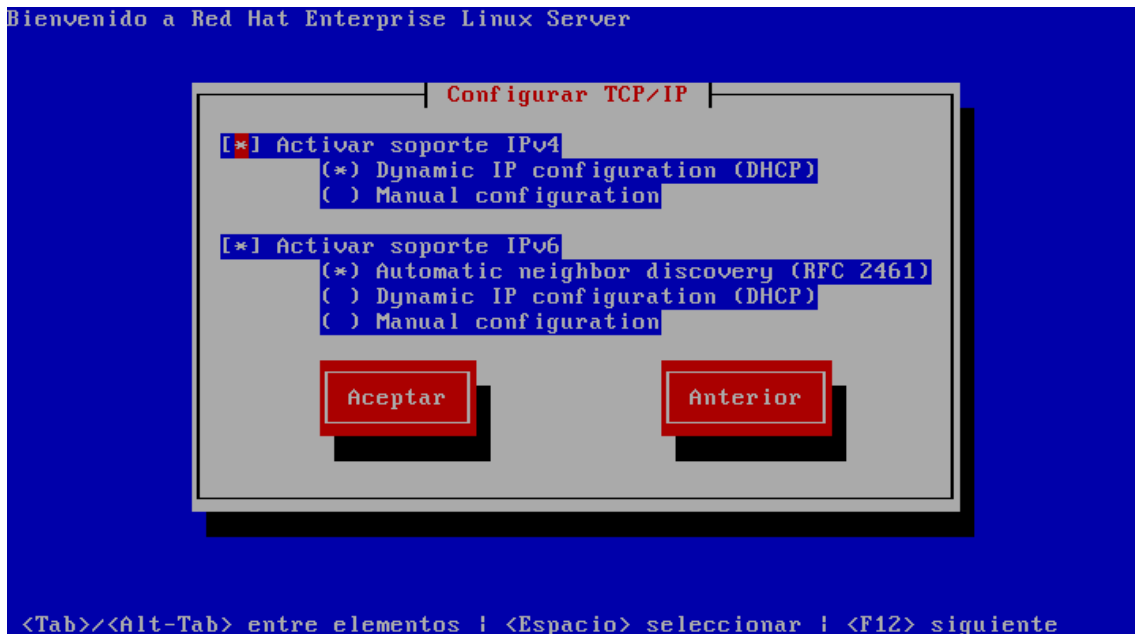 Bienvenido a Red Hat Enterprise Linux Server
Configurar TCP/IP
[*] Activar soporte IPv4
(*) Dynamic IP configuration (DHCP)
( ) Manual configuration
[*] Activar soporte IPv6
(*) Automatic neighbor discovery (RFC 2461)
( ) Dynamic IP configuration (DHCP)
( ) Manual configuration
Aceptar Anterior
<Tab>/<Alt-Tab> entre elementos | <Espacio> seleccionar | <F12> siguiente